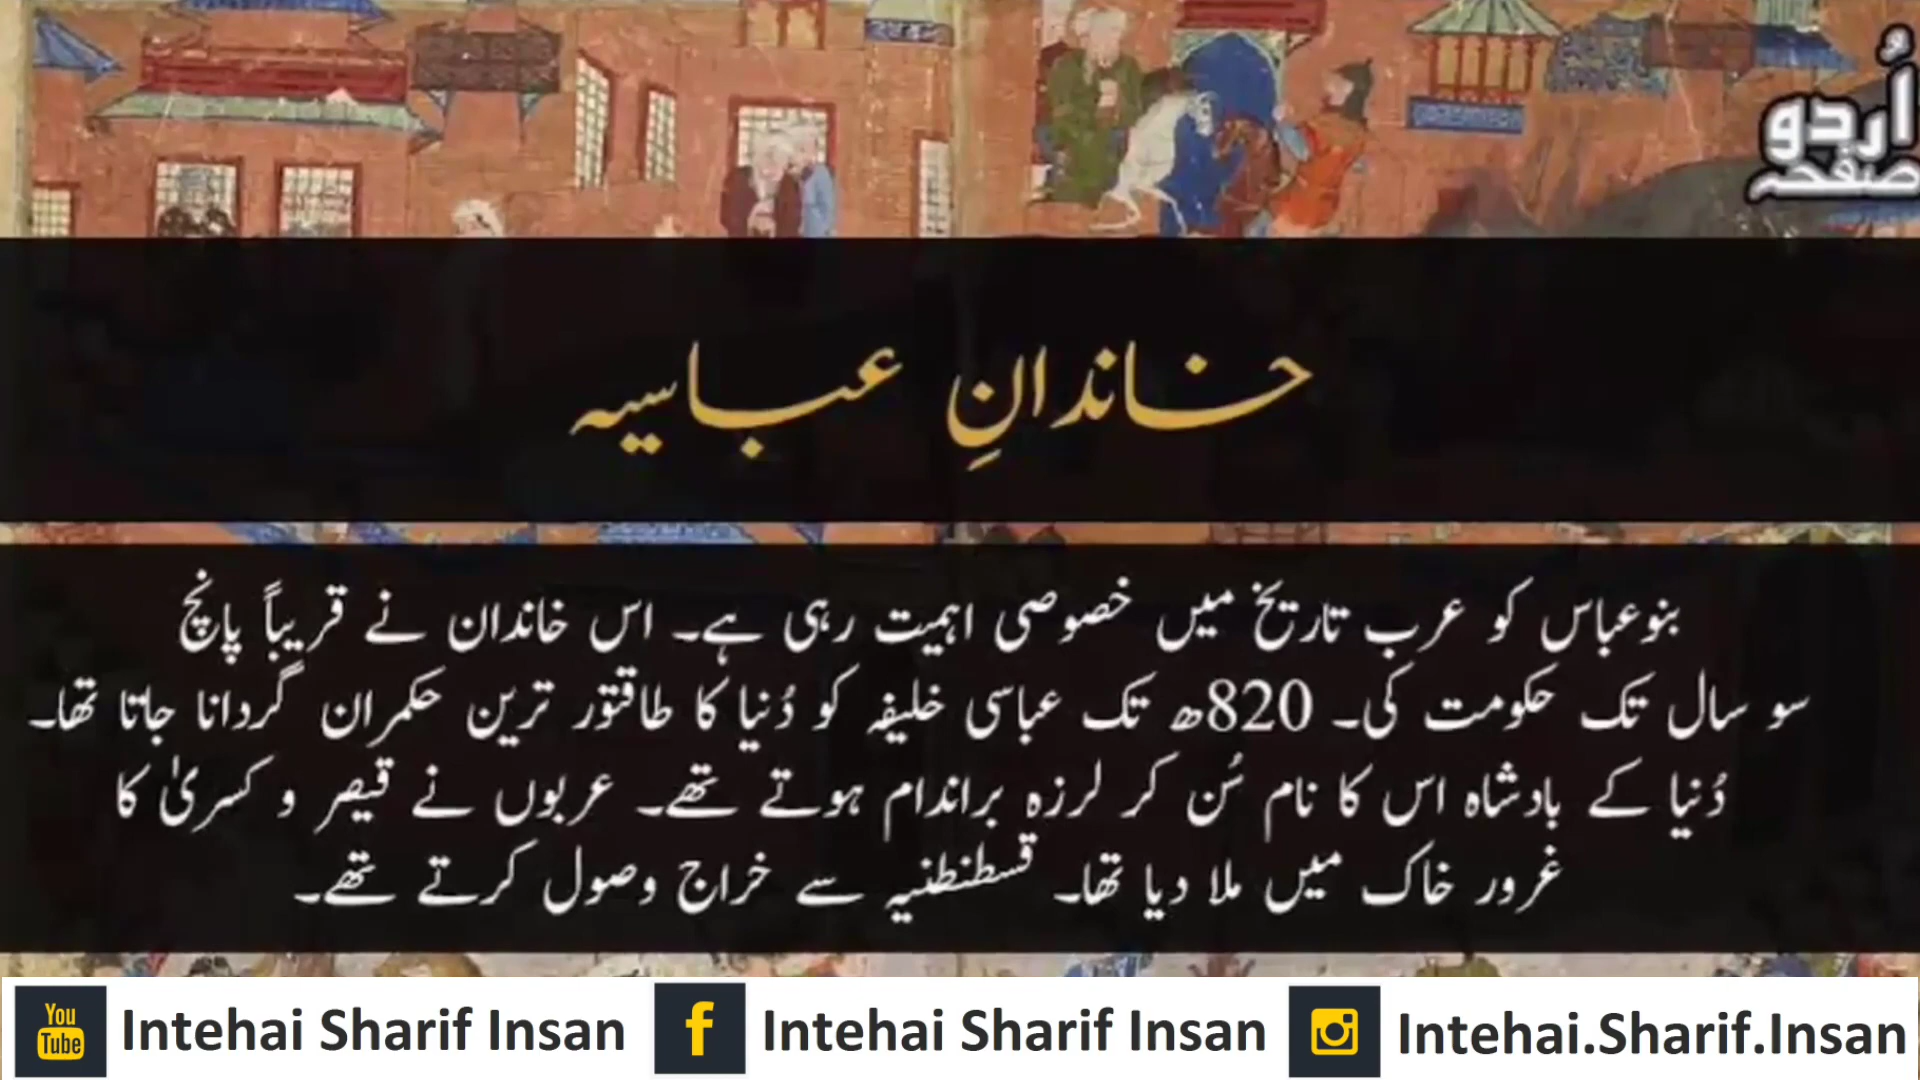 اُردو
صفحہ
خاندانِ عباسیہ
بنو عباس کو عرب تاریخ میں خصوصی اہمیت رہی ہے۔ اس خاندان نے قریباً پانچ
سو سال تک حکومت کی۔ 820ھ تک عباسی خلیفہ کو دُنیا کا طاقتور ترین حکمران گردانا جاتا تھا۔
دُنیا کے بادشاہ اس کا نام سُن کر لرزہ براندام ہوتے تھے۔ عربوں نے قیصر و کسریٰ کا
غرور خاک میں ملا دیا تھا۔ قسطنطنیہ سے خراج وصول کرتے تھے۔
You Tube Intehai Sharif Insan f Intehai Sharif Insan Intehai.Sharif.Insan